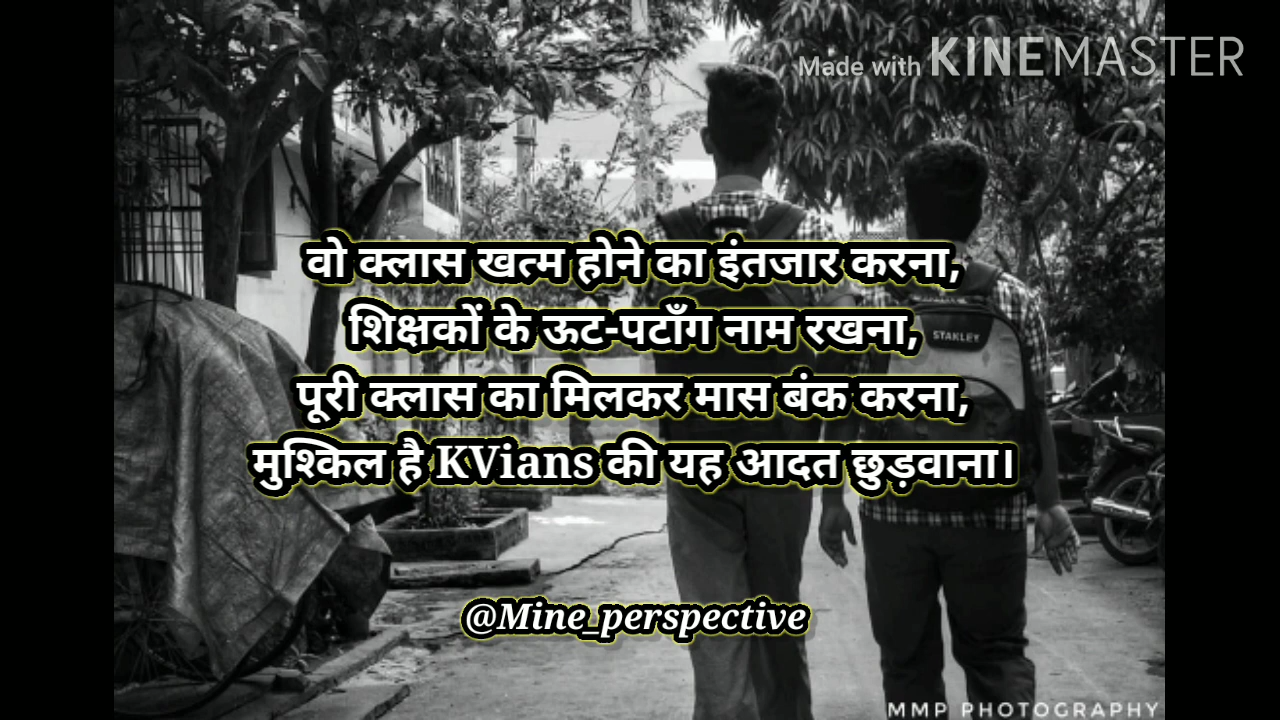 Made with KINEMASTER
वो क्लास खत्म होने का इंतजार करना,
शिक्षकों के ऊट-पटाँग नाम रखना,
STANLEY
पूरी क्लास का मिलकर मास बंक करना,
मुश्किल है KVians की यह आदत छुड़वाना।
@Mine_perspective
MMP PHOTOGRAPHY